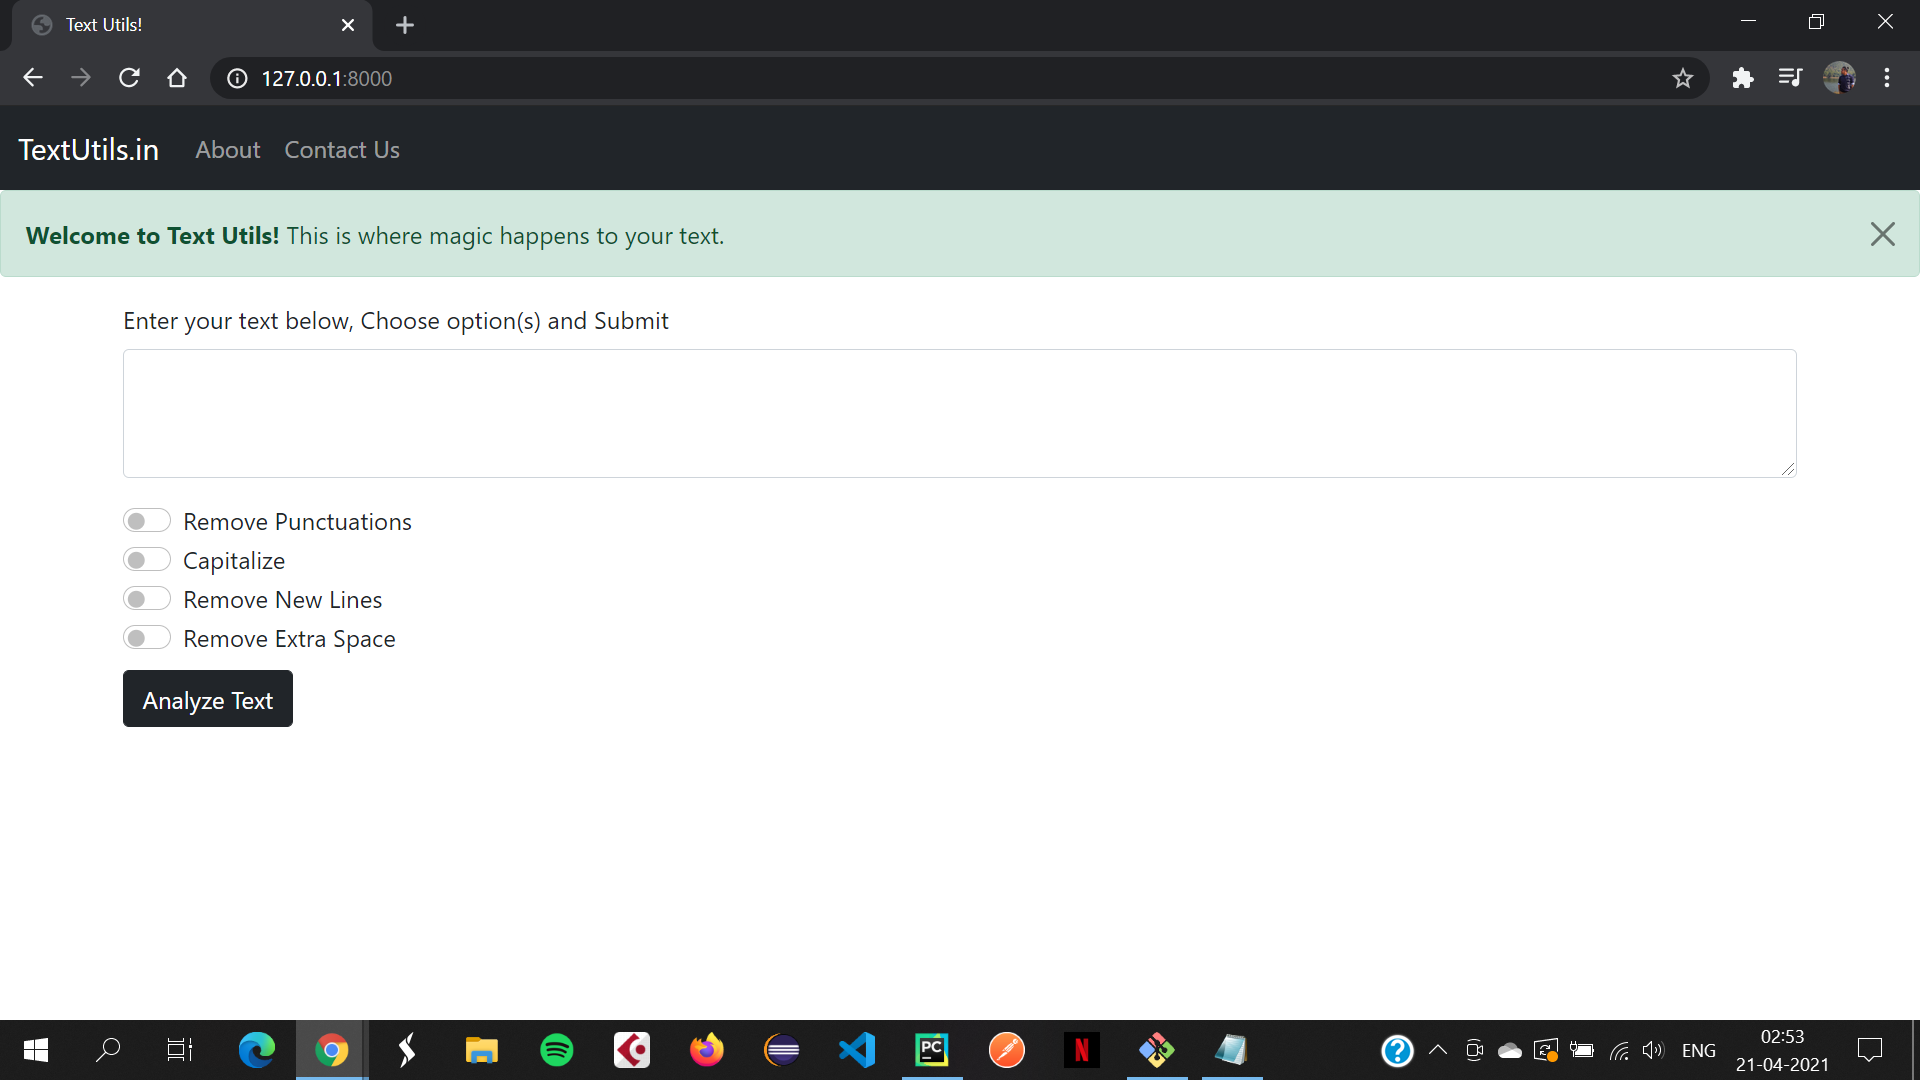 Text Utils!
127.0.0.1:8000
TextUtils.in About Contact Us
Welcome to Text Utils! This is where magic happens to your text.
Enter your text below, Choose option(s) and Submit
Remove Punctuations
Capitalize
Remove New Lines
Remove Extra Space
Analyze Text
PC
N
?
ENG
02:53
21-04-2021